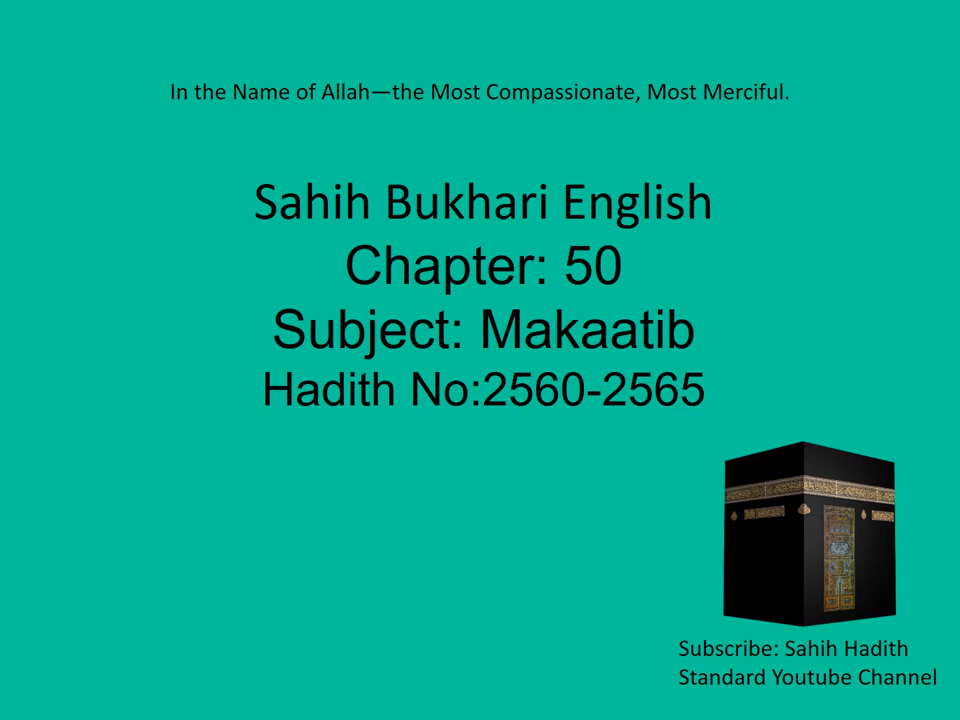 In the Name of Allah—the Most Compassionate, Most Merciful.
Sahih Bukhari English
Chapter: 50
Subject: Makaatib
Hadith No:2560-2565
Subscribe: Sahih Hadith
Standard Youtube Channel